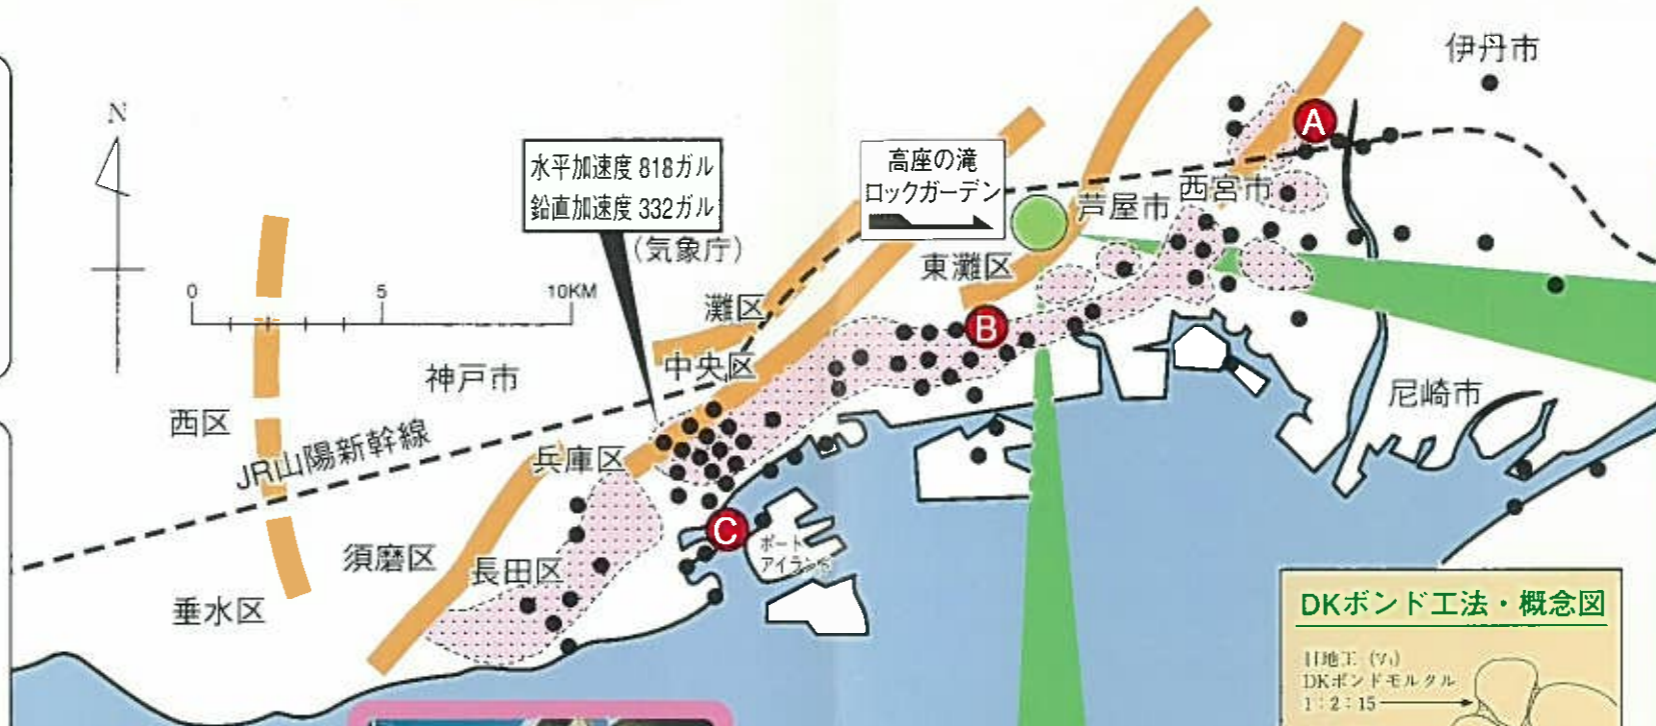 伊丹市
N
A
水平加速度 818ガル
鉛直加速度 332ガル
(気象庁)
高座の滝
ロックガーデン
芦屋市
西宮市
東灘区
0
5
10KM
灘区
B
中央区
神戸市
尼崎市
西区
JR山陽新幹線
兵庫区
C
ポート
アイランド
須磨区
長田区
垂水区
DKボンド工法・概念図
目地工 (V₁)
DKボンドモルタル
1:2:15